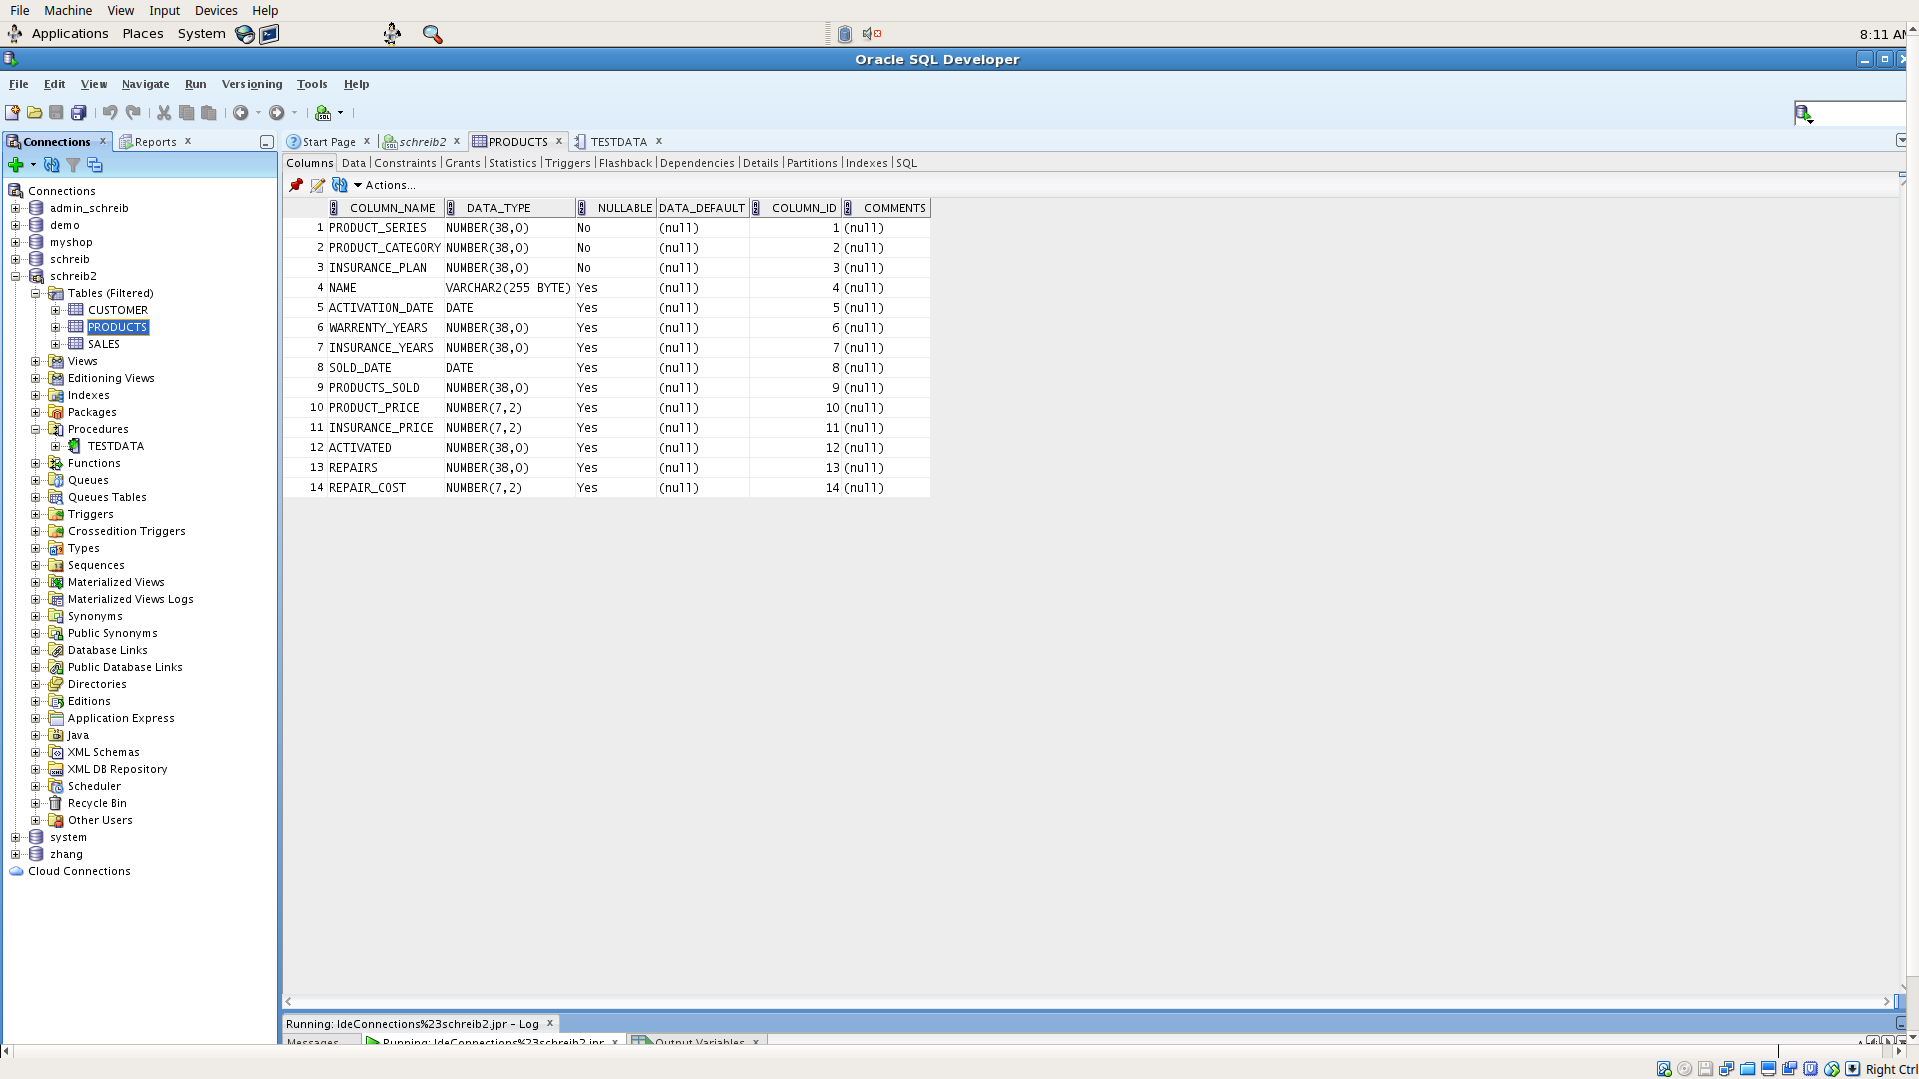 File Machine View Input Devices Help
Applications Places System
Oracle SQL Developer
File Edit View Navigate Run Versioning Tools Help
Connections x Reports x
Start Page x schreib2 x PRODUCTS x TESTDATA x
Columns Data Constraints Grants Statistics Triggers Flashback Dependencies Details Partitions Indexes SQL
Actions...
Connections
admin_schreib
demo
myshop
schreib
schreib2
Tables (Filtered)
CUSTOMER
PRODUCTS
SALES
Views
Editioning Views
Indexes
Packages
Procedures
TESTDATA
Functions
Queues
Queues Tables
Triggers
Crossedition Triggers
Types
Sequences
Materialized Views
Materialized Views Logs
Synonyms
Public Synonyms
Database Links
Public Database Links
Directories
Editions
Application Express
Java
XML Schemas
XML DB Repository
Scheduler
Recycle Bin
Other Users
system
zhang
Cloud Connections
COLUMN_NAME DATA_TYPE NULLABLE DATA_DEFAULT COLUMN_ID COMMENTS
1 PRODUCT_SERIES NUMBER(38,0) No (null) 1 (null)
2 PRODUCT_CATEGORY NUMBER(38,0) No (null) 2 (null)
3 INSURANCE_PLAN NUMBER(38,0) No (null) 3 (null)
4 NAME VARCHAR2(255 BYTE) Yes (null) 4 (null)
5 ACTIVATION_DATE DATE Yes (null) 5 (null)
6 WARRENTY_YEARS NUMBER(38,0) Yes (null) 6 (null)
7 INSURANCE_YEARS NUMBER(38,0) Yes (null) 7 (null)
8 SOLD_DATE DATE Yes (null) 8 (null)
9 PRODUCTS_SOLD NUMBER(38,0) Yes (null) 9 (null)
10 PRODUCT_PRICE NUMBER(7,2) Yes (null) 10 (null)
11 INSURANCE_PRICE NUMBER(7,2) Yes (null) 11 (null)
12 ACTIVATED NUMBER(38,0) Yes (null) 12 (null)
13 REPAIRS NUMBER(38,0) Yes (null) 13 (null)
14 REPAIR_COST NUMBER(7,2) Yes (null) 14 (null)
Running: IdeConnections%23schreib2.jpr – Log x
Messages Running: IdeConnections%23schreib2.jpr x Output Variables x
8:11 AM
Right Ctrl